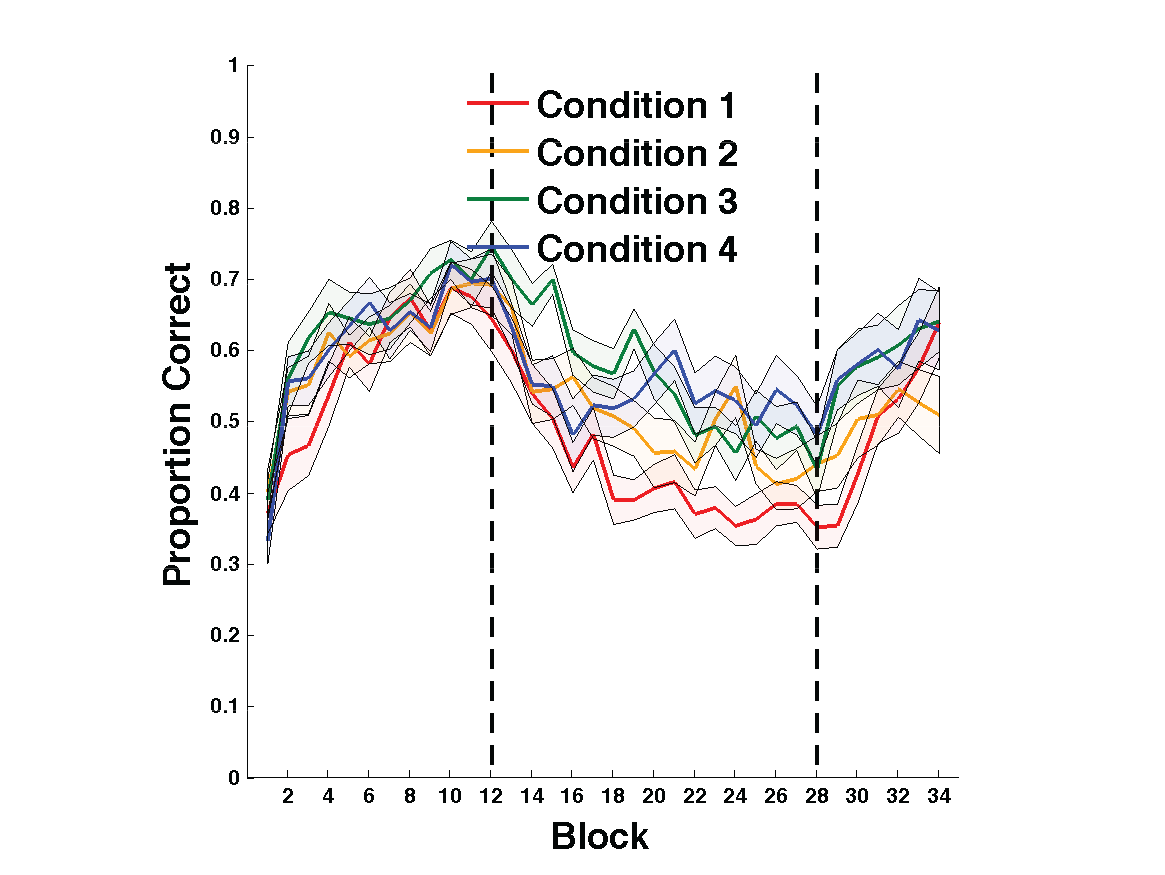 1
0.9
0.8
0.7
0.6
0.5
0.4
0.3
0.2
0.1
0
Proportion Correct
Condition 1
Condition 2
Condition 3
Condition 4
2 4 6 8 10 12 14 16 18 20 22 24 26 28 30 32 34
Block